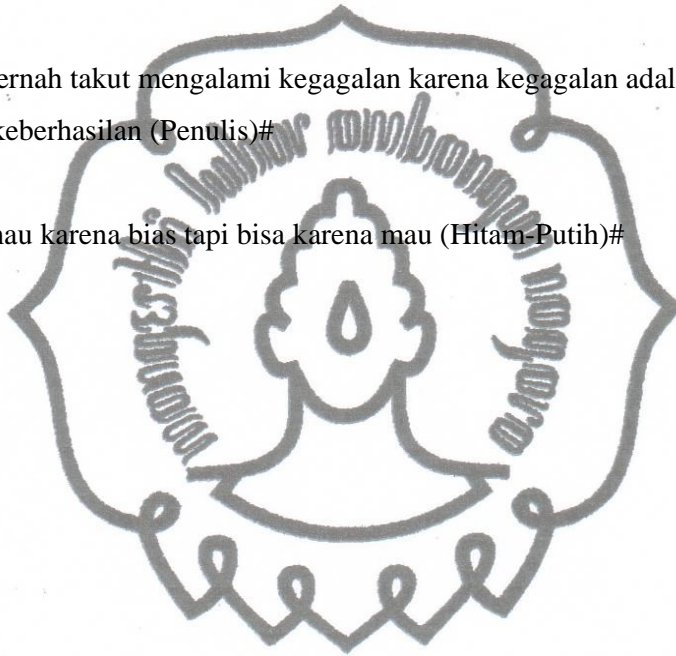 ernah takut mengalami kegagalan karena kegagalan adal
keberhasilan (Penulis)#
nau karena bias tapi bisa karena mau (Hitam-Putih)#